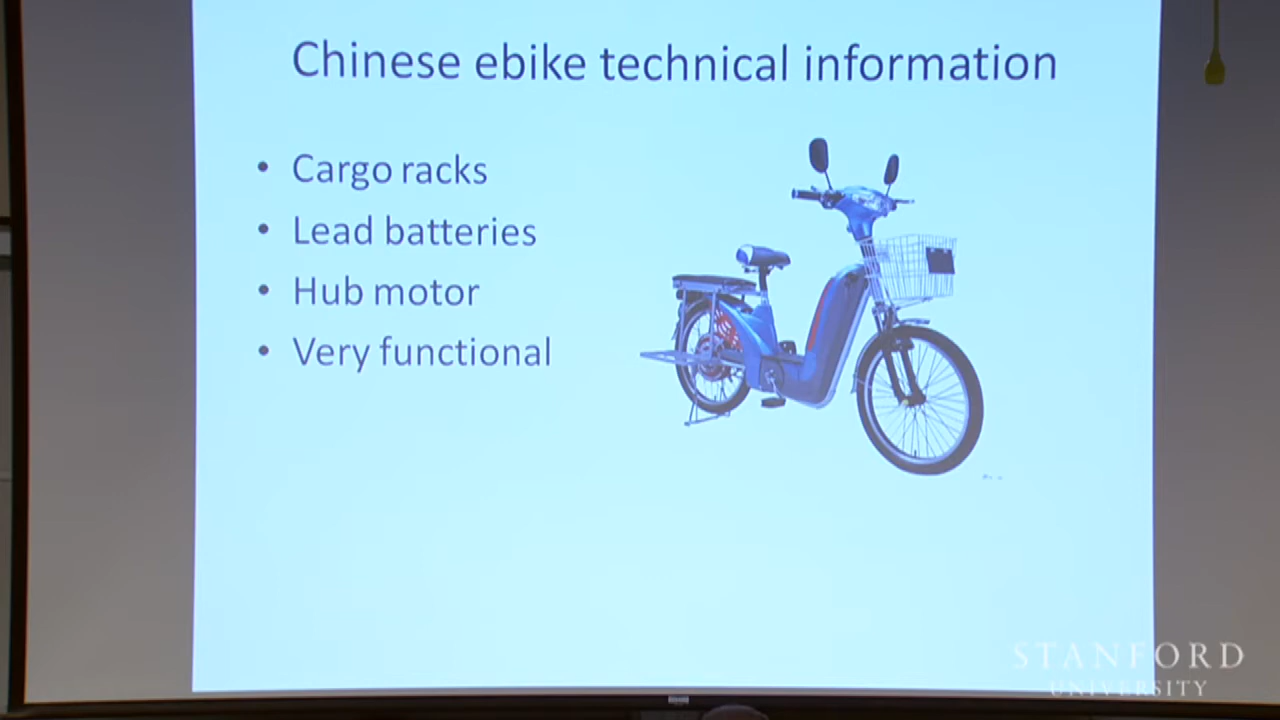 Chinese ebike technical information
• Cargo racks
• Lead batteries
• Hub motor
• Very functional
STANFORD
UNIVERSITY